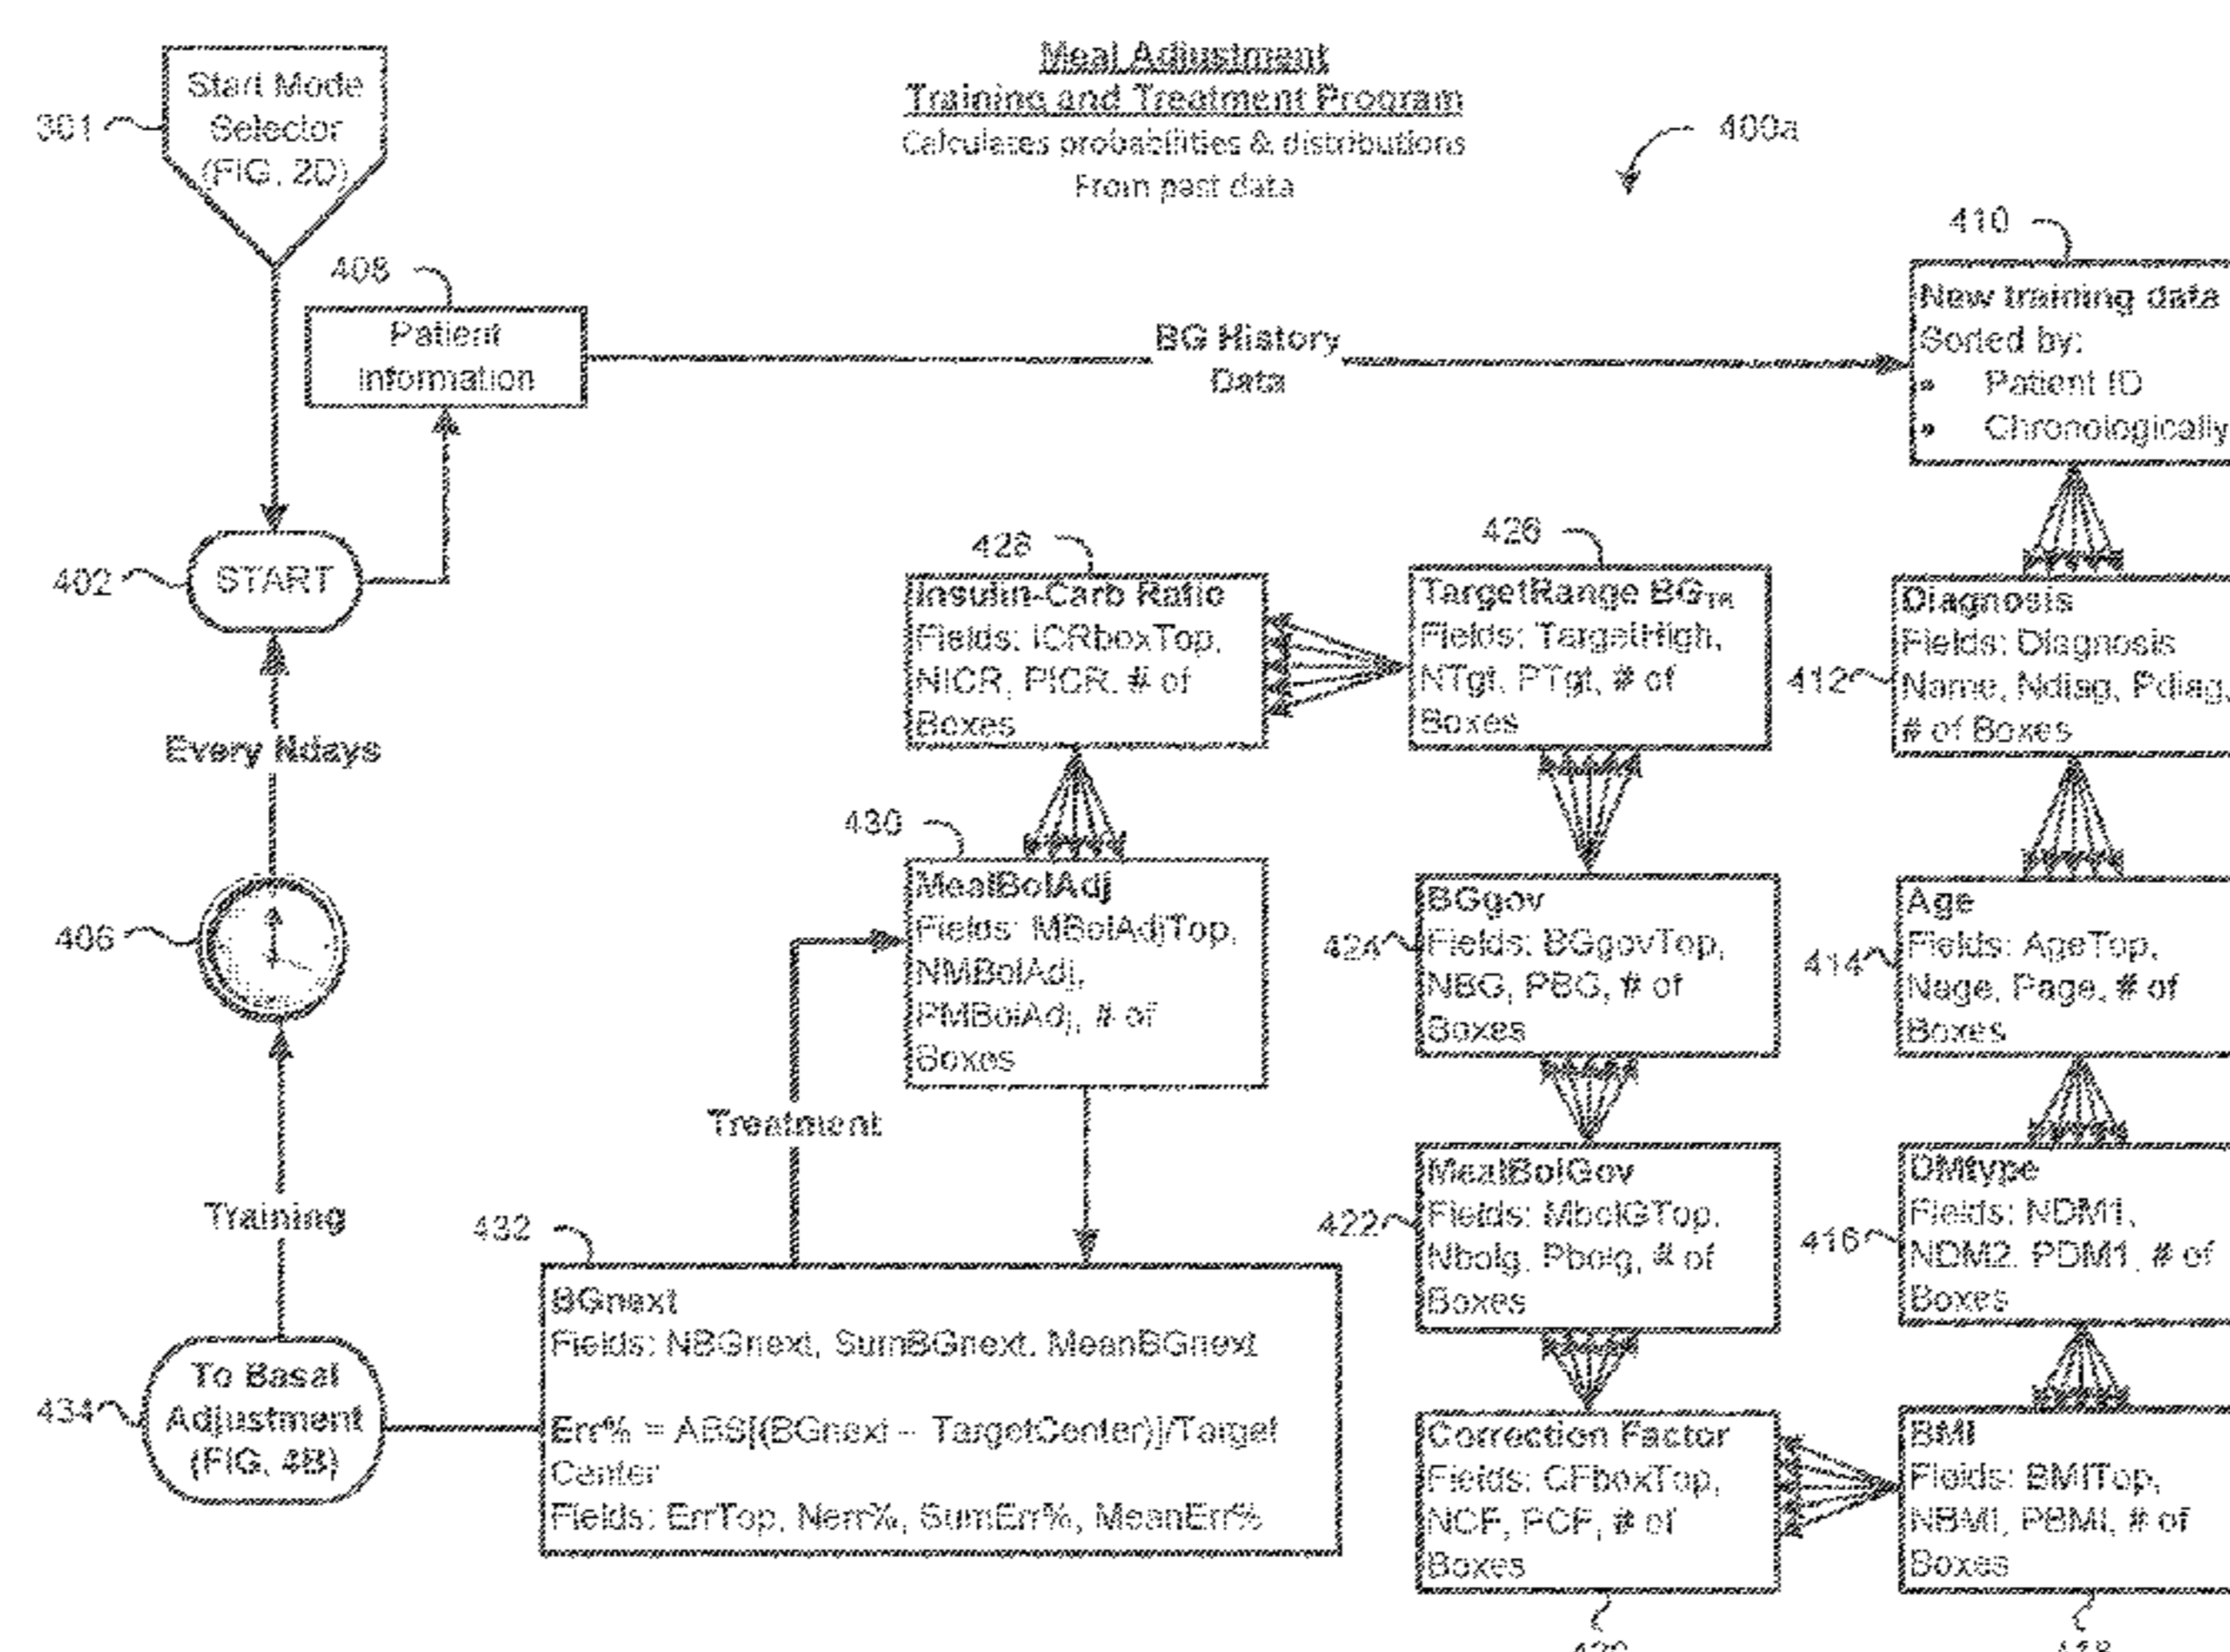 Meal Adjustment
Training and Treatment Program
Calculates probabilities & distributions
From past data
400a
301
Start Mode
Selector
(FIG. 2D)
408
Patient
Information
BG History
Data
410
New training data
Sorted by:
• Patient ID
• Chronologically
402
START
Every Ndays
406
Training
434
To Basal
Adjustment
(FIG. 4B)
428
Insulin-Carb Ratio
Fields: ICRboxTop,
NICR, PICR, # of
Boxes
426
TargetRange BGTR
Fields: TargetHigh,
NTgt, PTgt, # of
Boxes
412
Diagnosis
Fields: Diagnosis
Name, Ndiag, Pdiag,
# of Boxes
430
MealBolAdj
Fields: MBolAdjTop,
NMBolAdj,
PMBolAdj, # of
Boxes
424
BGgov
Fields: BGgovTop,
NBG, PBG, # of
Boxes
414
Age
Fields: AgeTop,
Nage, Page, # of
Boxes
Treatment
422
MealBolGov
Fields: MbolGTop,
Nbolg, Pbolg, # of
Boxes
416
DMtype
Fields: NDM1,
NDM2, PDM1, # of
Boxes
432
BGnext
Fields: NBGnext, SumBGnext, MeanBGnext
Err% = ABS[(BGnext – TargetCenter)]/Target
Center
Fields: ErrTop, Nerr%, SumErr%, MeanErr%
Correction Factor
Fields: CFboxTop,
NCF, PCF, # of
Boxes
BMI
Fields: BMITop,
NBMI, PBMI, # of
Boxes